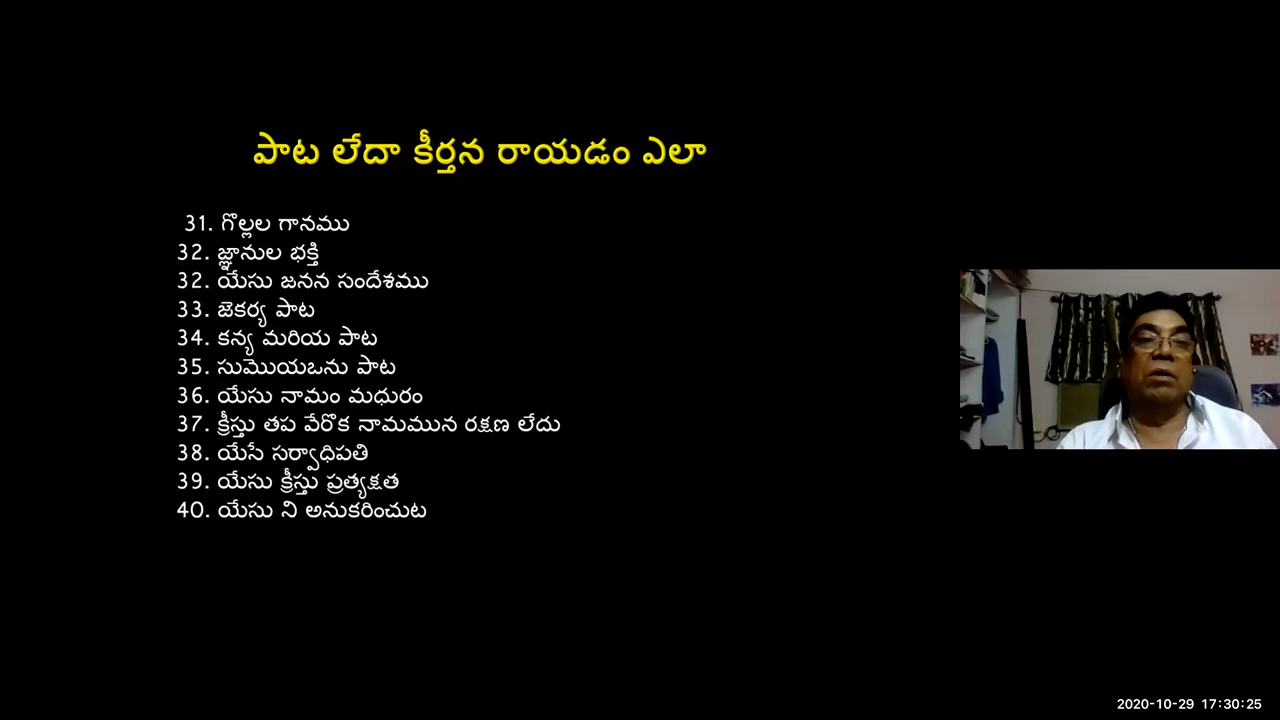 పాట లేదా కీర్తన రాయడం ఎలా
31. గొల్లల గానము
32. జ్ఞానుల భక్తి
32. యేసు జనన సందేశము
33. జెకర్య పాట
34. కన్య మరియ పాట
35. సుమొయఒను పాట
36. యేసు నామం మధురం
37. క్రీస్తు తప వేరొక నామమున రక్షణ లేదు
38. యేసే సర్వాధిపతి
39. యేసు క్రీస్తు ప్రత్యక్షత
40. యేసు ని అనుకరించుట
2020-10-29 17:30:25